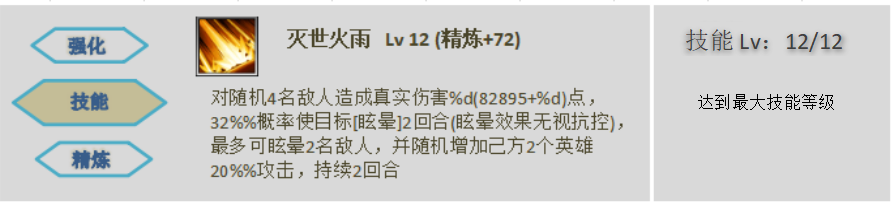 强化
技能
精炼
灭世火雨 Lv 12 (精炼+72)
对随机4名敌人造成真实伤害%d(82895+%d)点，
32%%概率使目标[眩晕]2回合(眩晕效果无视抗控)，
最多可眩晕2名敌人，并随机增加己方2个英雄
20%%攻击，持续2回合
技能 Lv：12/12
达到最大技能等级